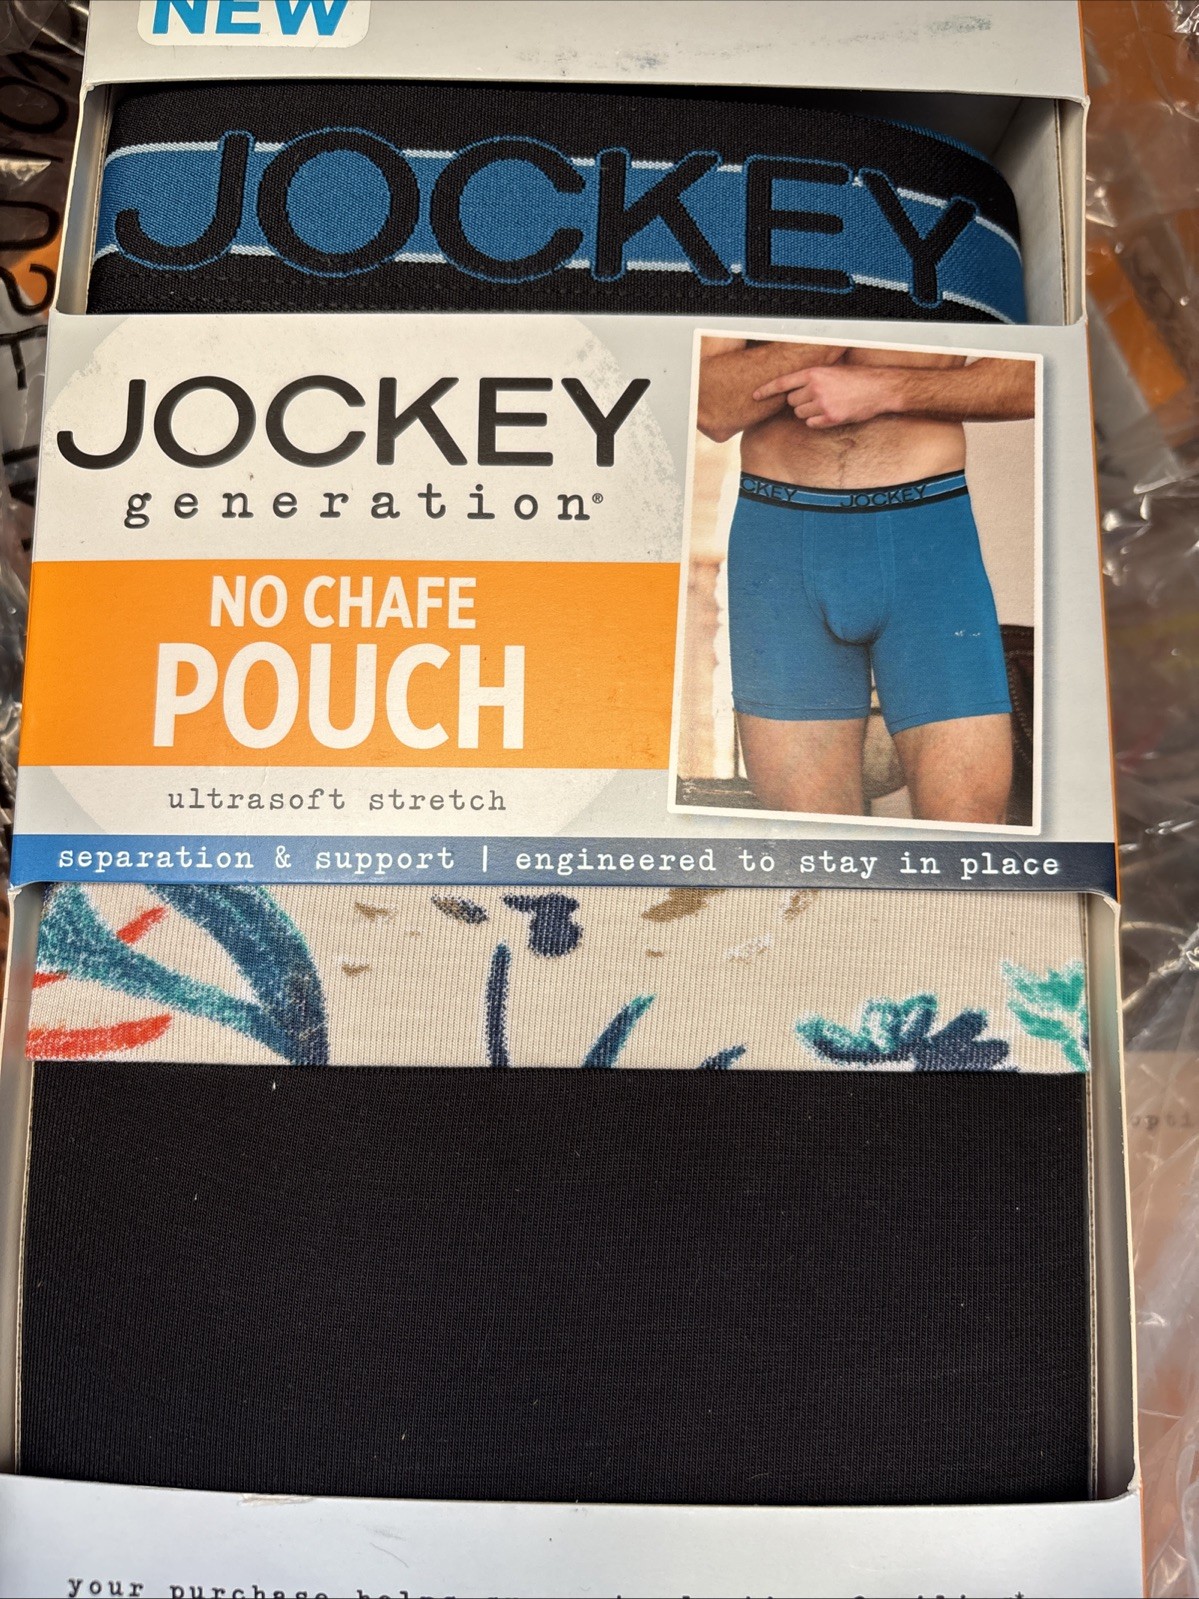 NEW
JOCKEY
JOCKEY
generation®
NO CHAFE
POUCH
ultrasoft stretch
JOCKEY
separation & support | engineered to stay in place
your purchase helps